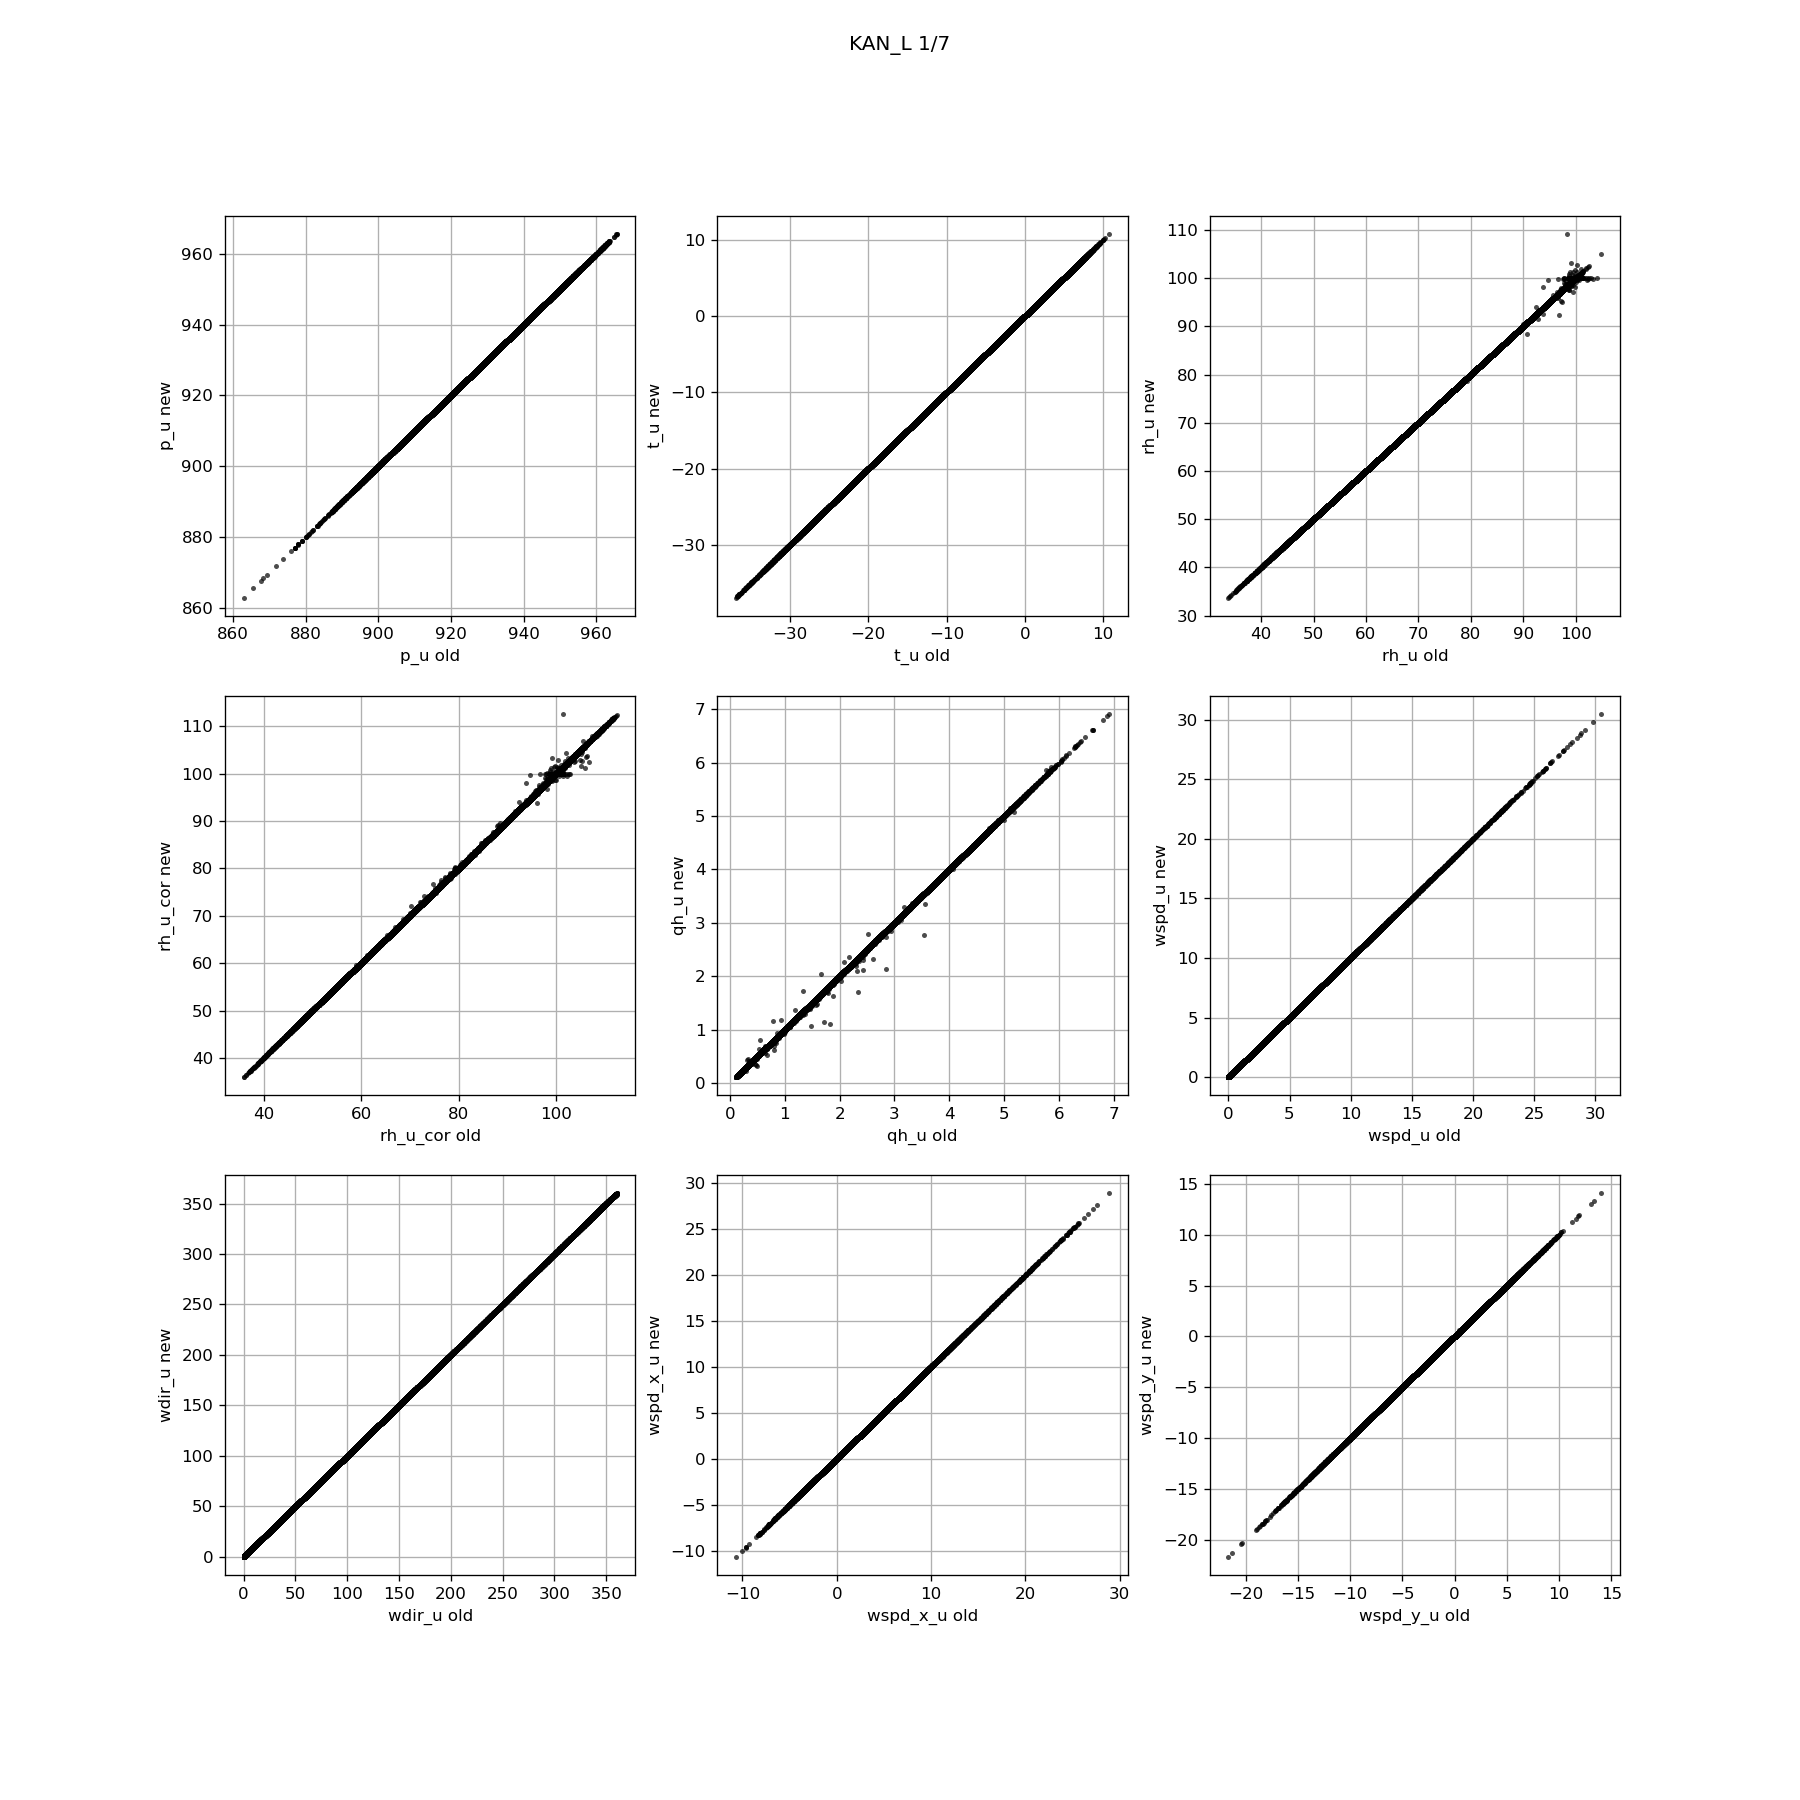 KAN_L 1/7
960
940
920
900
880
860
p_u new
860 880 900 920 940 960
p_u old
10
0
−10
−20
−30
t_u new
−30 −20 −10 0 10
t_u old
110
100
90
80
70
60
50
40
30
rh_u new
40 50 60 70 80 90 100
rh_u old
110
100
90
80
70
60
50
40
rh_u_cor new
40 60 80 100
rh_u_cor old
7
6
5
4
3
2
1
0
qh_u new
0 1 2 3 4 5 6 7
qh_u old
30
25
20
15
10
5
0
wspd_u new
0 5 10 15 20 25 30
wspd_u old
350
300
250
200
150
100
50
0
wdir_u new
0 50 100 150 200 250 300 350
wdir_u old
30
25
20
15
10
5
0
−5
−10
wspd_x_u new
−10 0 10 20 30
wspd_x_u old
15
10
5
0
−5
−10
−15
−20
wspd_y_u new
−20 −15 −10 −5 0 5 10 15
wspd_y_u old